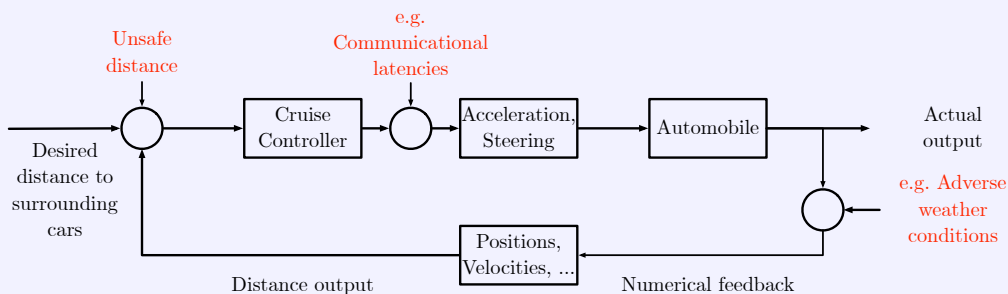 Unsafe
distance
e.g.
Communicational
latencies
Cruise
Controller
Acceleration,
Steering
Automobile
Actual
output
Desired
distance to
surrounding
cars
e.g. Adverse
weather
conditions
Positions,
Velocities, ...
Distance output
Numerical feedback